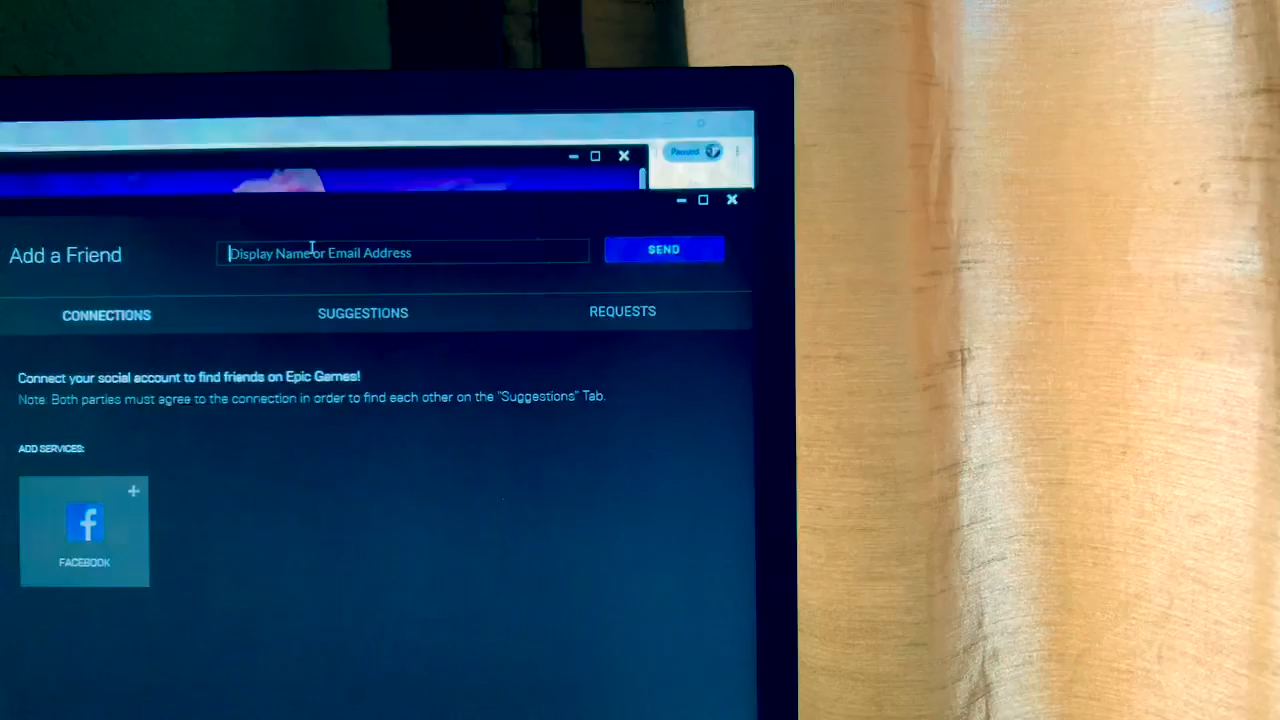 Paused
Add a Friend
Display Name or Email Address
SEND
CONNECTIONS
SUGGESTIONS
REQUESTS
Connect your social account to find friends on Epic Games!
Note: Both parties must agree to the connection in order to find each other on the "Suggestions" Tab.
ADD SERVICES:
f
FACEBOOK